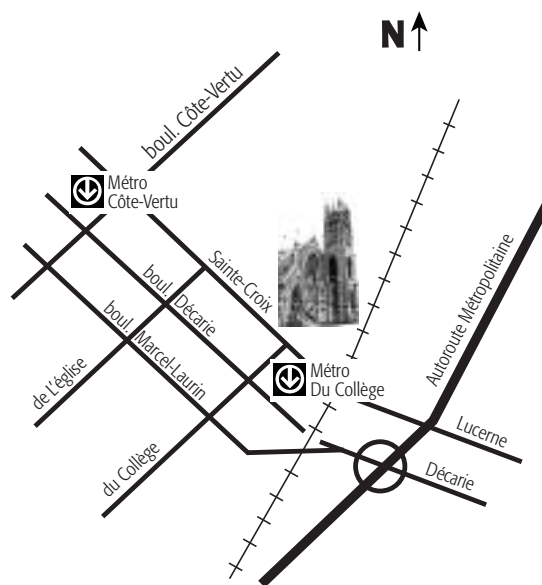 N
boul. Côte-Vertu
Métro
Côte-Vertu
Sainte-Croix
boul. Décarie
boul. Marcel-Laurin
Autoroute Métropolitaine
de L'église
Métro
Du Collège
du Collège
Lucerne
Décarie